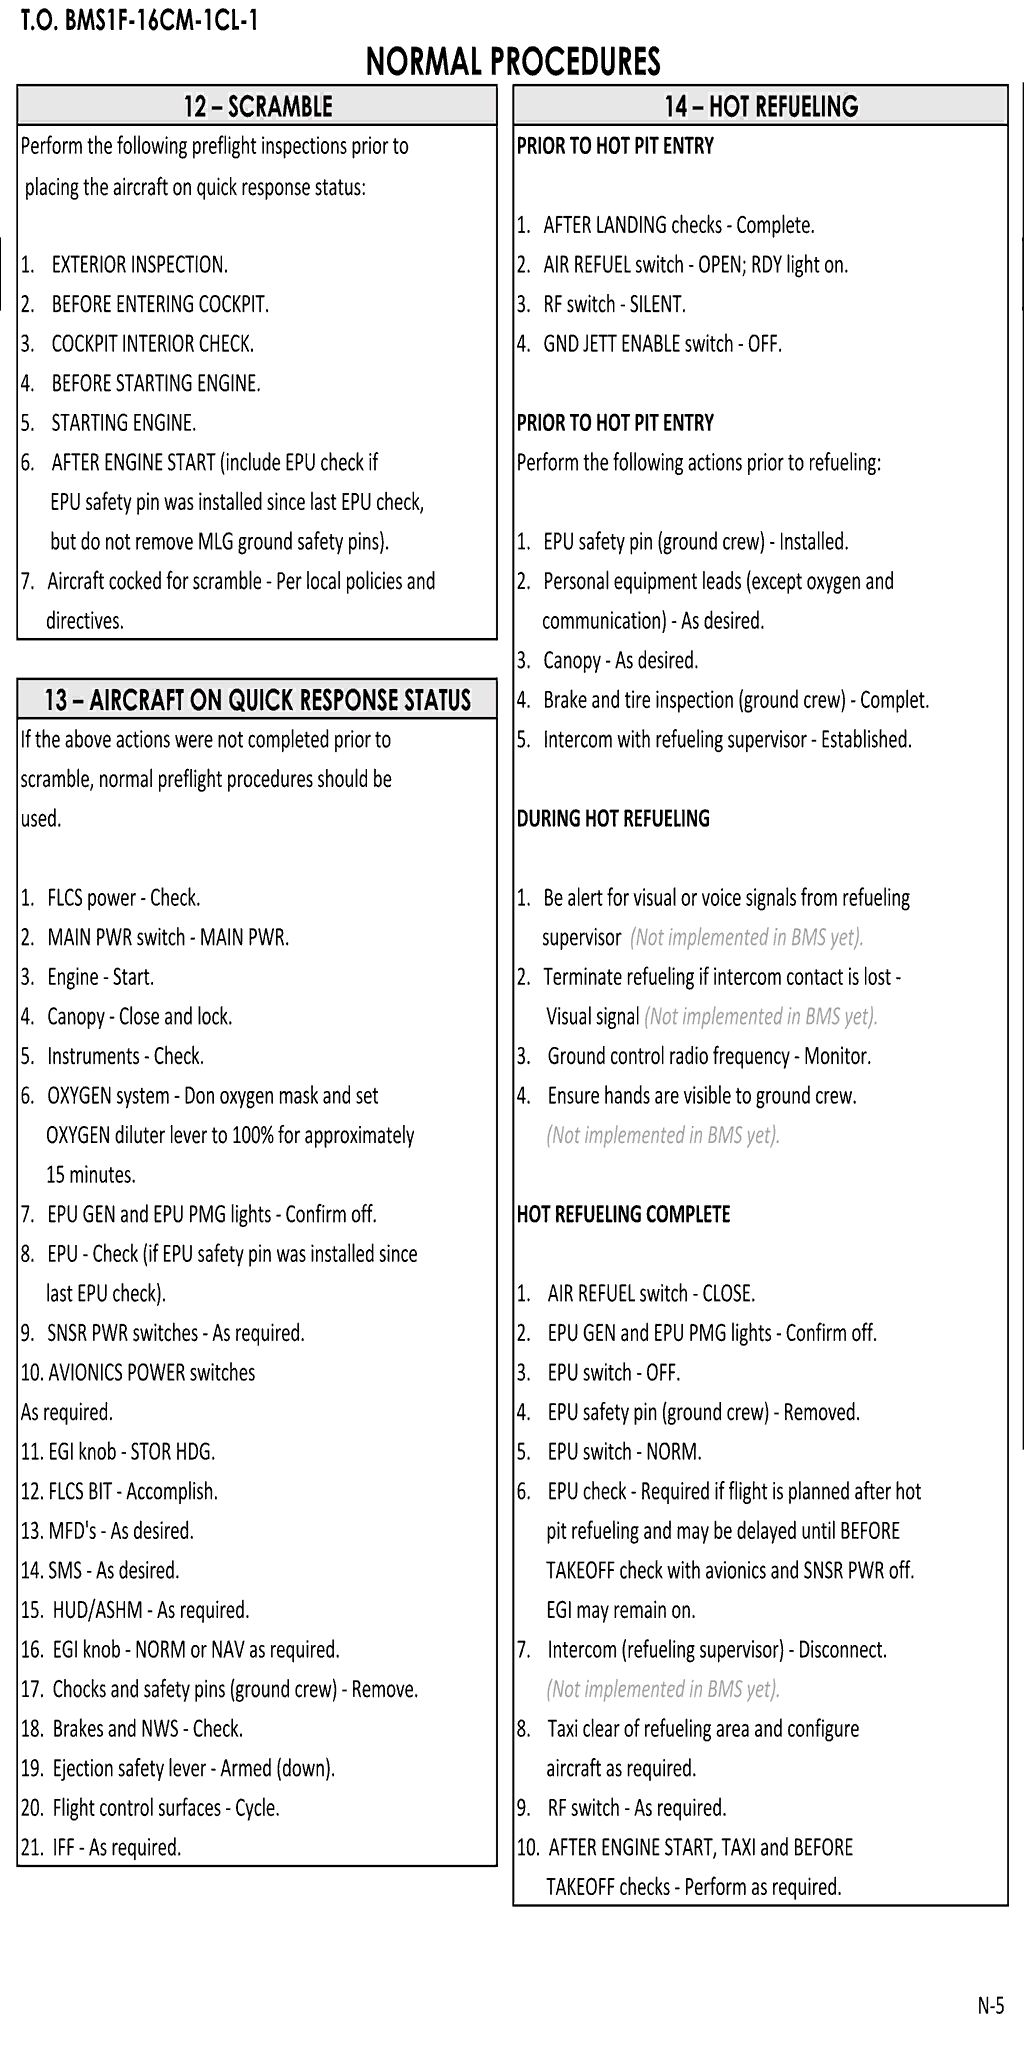 T.O. BMS1F-16CM-1CL-1
NORMAL PROCEDURES
12 – SCRAMBLE
Perform the following preflight inspections prior to
placing the aircraft on quick response status:
1. EXTERIOR INSPECTION.
2. BEFORE ENTERING COCKPIT.
3. COCKPIT INTERIOR CHECK.
4. BEFORE STARTING ENGINE.
5. STARTING ENGINE.
6. AFTER ENGINE START (include EPU check if
EPU safety pin was installed since last EPU check,
but do not remove MLG ground safety pins).
7. Aircraft cocked for scramble - Per local policies and
directives.
13 – AIRCRAFT ON QUICK RESPONSE STATUS
If the above actions were not completed prior to
scramble, normal preflight procedures should be
used.
1. FLCS power - Check.
2. MAIN PWR switch - MAIN PWR.
3. Engine - Start.
4. Canopy - Close and lock.
5. Instruments - Check.
6. OXYGEN system - Don oxygen mask and set
OXYGEN diluter lever to 100% for approximately
15 minutes.
7. EPU GEN and EPU PMG lights - Confirm off.
8. EPU - Check (if EPU safety pin was installed since
last EPU check).
9. SNSR PWR switches - As required.
10. AVIONICS POWER switches
As required.
11. EGI knob - STOR HDG.
12. FLCS BIT - Accomplish.
13. MFD's - As desired.
14. SMS - As desired.
15. HUD/ASHM - As required.
16. EGI knob - NORM or NAV as required.
17. Chocks and safety pins (ground crew) - Remove.
18. Brakes and NWS - Check.
19. Ejection safety lever - Armed (down).
20. Flight control surfaces - Cycle.
21. IFF - As required.
14 – HOT REFUELING
PRIOR TO HOT PIT ENTRY
1. AFTER LANDING checks - Complete.
2. AIR REFUEL switch - OPEN; RDY light on.
3. RF switch - SILENT.
4. GND JETT ENABLE switch - OFF.
PRIOR TO HOT PIT ENTRY
Perform the following actions prior to refueling:
1. EPU safety pin (ground crew) - Installed.
2. Personal equipment leads (except oxygen and
communication) - As desired.
3. Canopy - As desired.
4. Brake and tire inspection (ground crew) - Complet.
5. Intercom with refueling supervisor - Established.
DURING HOT REFUELING
1. Be alert for visual or voice signals from refueling
supervisor (Not implemented in BMS yet).
2. Terminate refueling if intercom contact is lost -
Visual signal (Not implemented in BMS yet).
3. Ground control radio frequency - Monitor.
4. Ensure hands are visible to ground crew.
(Not implemented in BMS yet).
HOT REFUELING COMPLETE
1. AIR REFUEL switch - CLOSE.
2. EPU GEN and EPU PMG lights - Confirm off.
3. EPU switch - OFF.
4. EPU safety pin (ground crew) - Removed.
5. EPU switch - NORM.
6. EPU check - Required if flight is planned after hot
pit refueling and may be delayed until BEFORE
TAKEOFF check with avionics and SNSR PWR off.
EGI may remain on.
7. Intercom (refueling supervisor) - Disconnect.
(Not implemented in BMS yet).
8. Taxi clear of refueling area and configure
aircraft as required.
9. RF switch - As required.
10. AFTER ENGINE START, TAXI and BEFORE
TAKEOFF checks - Perform as required.
N-5